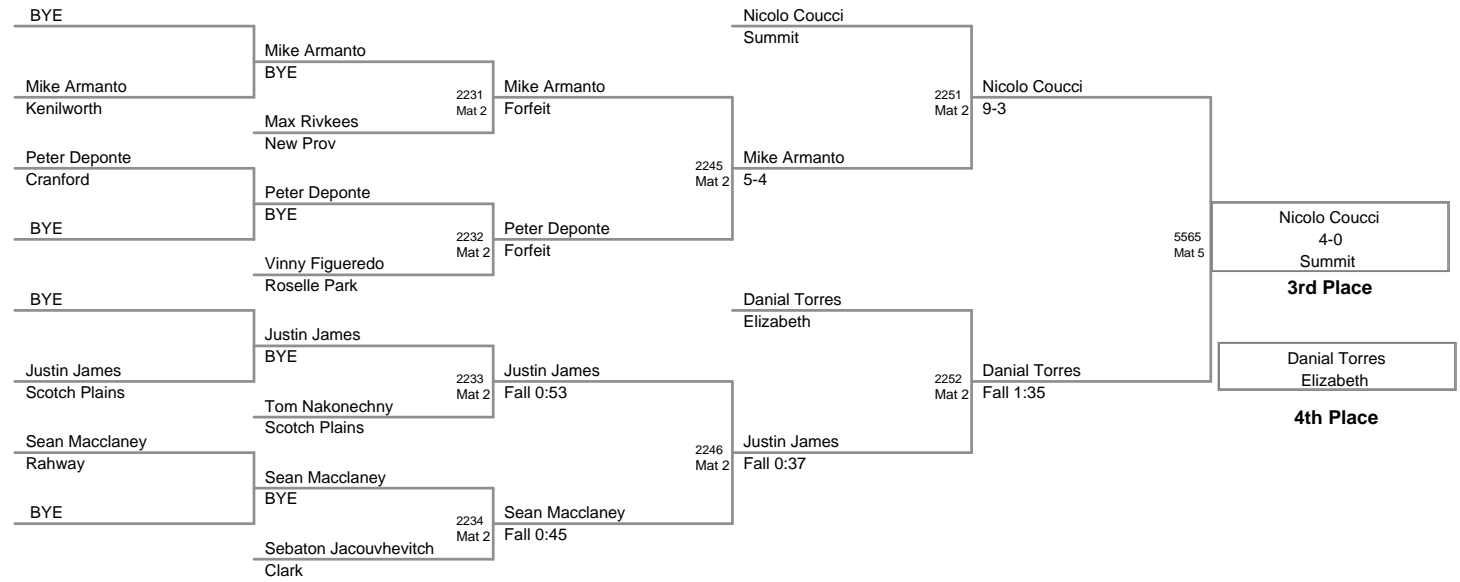 BYE
Mike Armanto
Kenilworth
Peter Deponte
Cranford
BYE
BYE
Justin James
Scotch Plains
Sean Macclaney
Rahway
BYE
Mike Armanto
BYE
2231
Mat 2
Max Rivkees
New Prov
Peter Deponte
BYE
2232
Mat 2
Vinny Figueredo
Roselle Park
Justin James
BYE
2233
Mat 2
Tom Nakonechny
Scotch Plains
Sean Macclaney
BYE
2234
Mat 2
Sebaton Jacouvhevitch
Clark
Mike Armanto
Forfeit
2245
Mat 2
Peter Deponte
Forfeit
Justin James
Fall 0:53
2246
Mat 2
Sean Macclaney
Fall 0:45
Nicolo Coucci
Summit
2251
Mat 2
Mike Armanto
5-4
Danial Torres
Elizabeth
2252
Mat 2
Justin James
Fall 0:37
Nicolo Coucci
9-3
5565
Mat 5
Danial Torres
Fall 1:35
Nicolo Coucci
4-0
Summit
3rd Place
Danial Torres
Elizabeth
4th Place